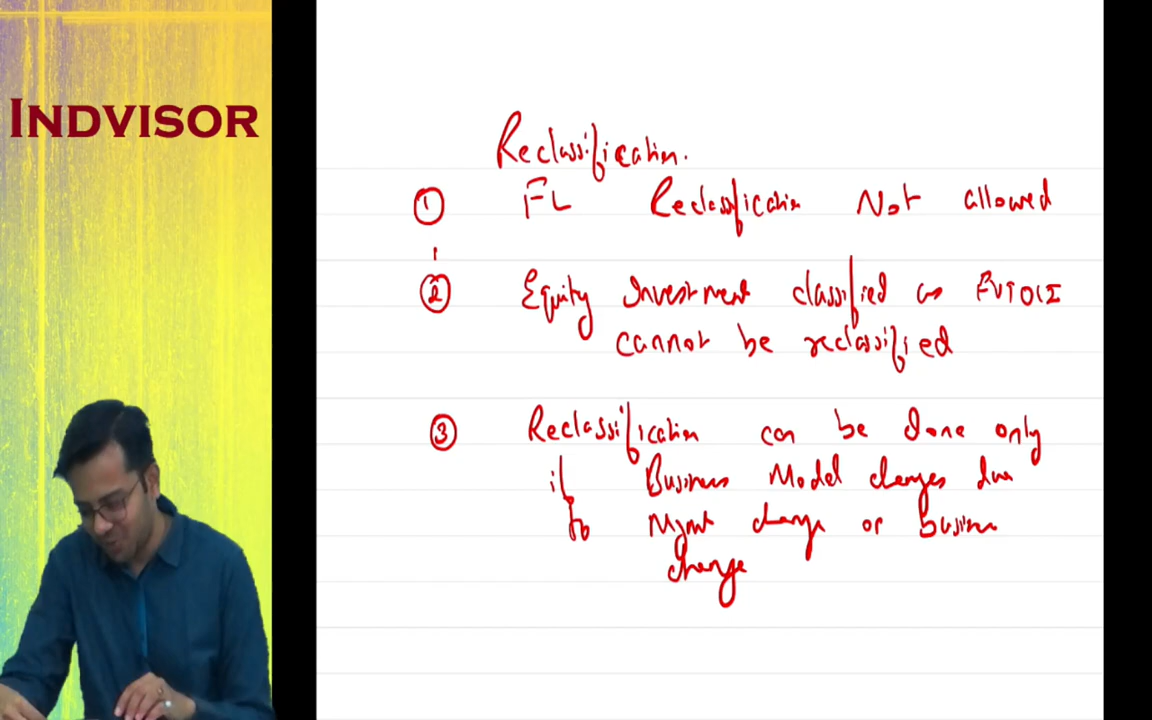 INDVISOR
Reclassification.
① FL Reclassification Not allowed
② Equity Investment classified as FVTOCI
cannot be reclassified
③ Reclassification can be done only
if Business Model changes due
to Mgmt change or Business
change